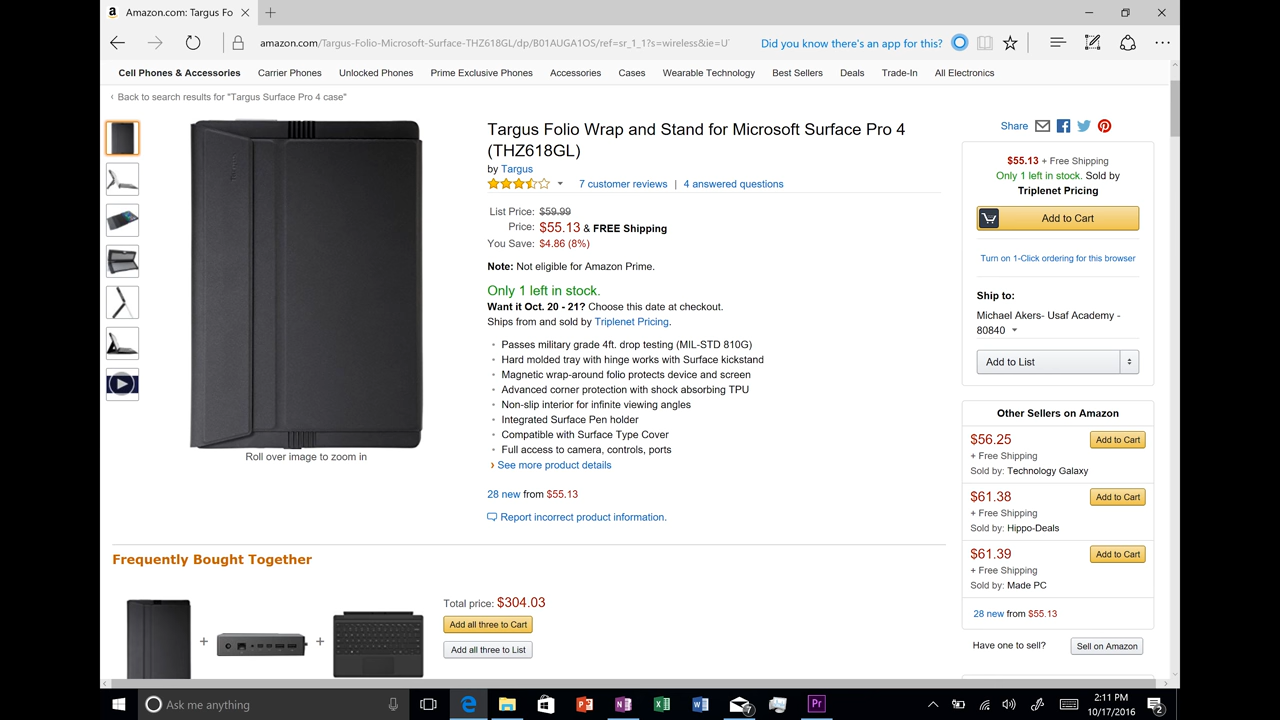 Amazon.com: Targus Fo
amazon.com/Targus-Folio-Microsoft-Surface-THZ618GL/dp/B01AUGA1OS/ref=sr_1_1?s=wireless&ie=U
Did you know there's an app for this?
Cell Phones & Accessories
Carrier Phones
Unlocked Phones
Prime Exclusive Phones
Accessories
Cases
Wearable Technology
Best Sellers
Deals
Trade-In
All Electronics
‹ Back to search results for "Targus Surface Pro 4 case"
Roll over image to zoom in
Targus Folio Wrap and Stand for Microsoft Surface Pro 4
(THZ618GL)
by Targus
7 customer reviews | 4 answered questions
List Price: $59.99
Price: $55.13 & FREE Shipping
You Save: $4.86 (8%)
Note: Not eligible for Amazon Prime.
Only 1 left in stock.
Want it Oct. 20 - 21? Choose this date at checkout.
Ships from and sold by Triplenet Pricing.
• Passes military grade 4ft. drop testing (MIL-STD 810G)
• Hard molded tray with hinge works with Surface kickstand
• Magnetic wrap-around folio protects device and screen
• Advanced corner protection with shock absorbing TPU
• Non-slip interior for infinite viewing angles
• Integrated Surface Pen holder
• Compatible with Surface Type Cover
• Full access to camera, controls, ports
› See more product details
28 new from $55.13
Report incorrect product information.
Share
$55.13 + Free Shipping
Only 1 left in stock. Sold by
Triplenet Pricing
Add to Cart
Turn on 1-Click ordering for this browser
Ship to:
Michael Akers- Usaf Academy -
80840
Add to List
Other Sellers on Amazon
$56.25
Add to Cart
+ Free Shipping
Sold by: Technology Galaxy
$61.38
Add to Cart
+ Free Shipping
Sold by: Hippo-Deals
$61.39
Add to Cart
+ Free Shipping
Sold by: Made PC
28 new from $55.13
Have one to sell?
Sell on Amazon
Frequently Bought Together
+
+
Total price: $304.03
Add all three to Cart
Add all three to List
Ask me anything
2:11 PM
10/17/2016